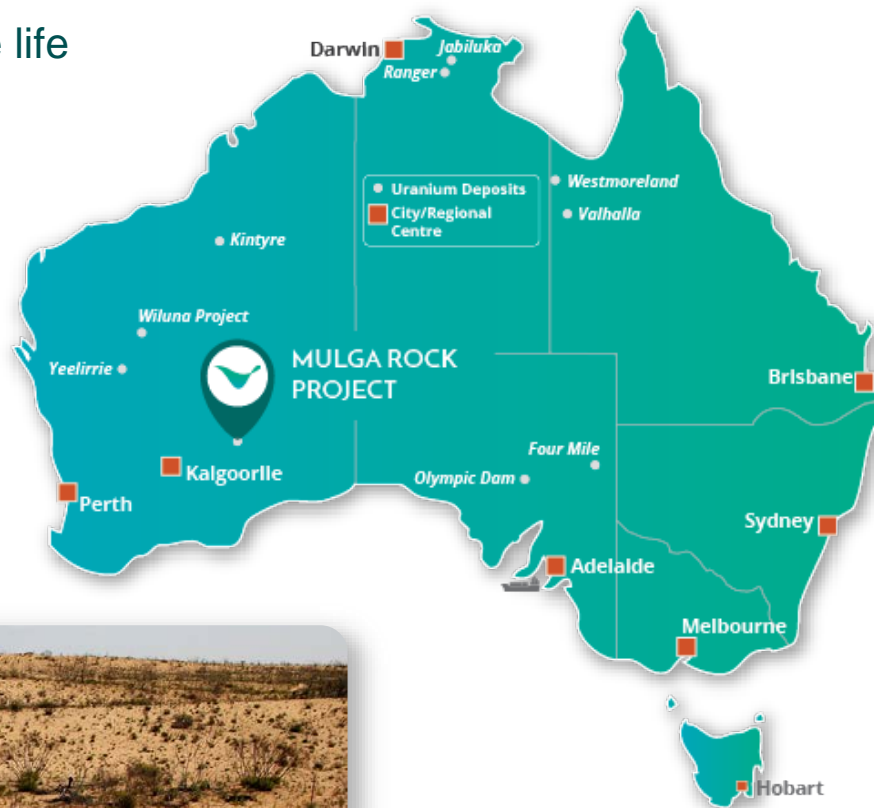 life
Darwin
Jabiluka
Ranger
Uranium Deposits
City/Regional
Centre
Westmoreland
Valhalla
Kintyre
Wiluna Project
Yeelirrie
MULGA ROCK
PROJECT
Brisbane
Kalgoorlie
Perth
Four Mile
Olympic Dam
Sydney
Adelaide
Melbourne
Hobart